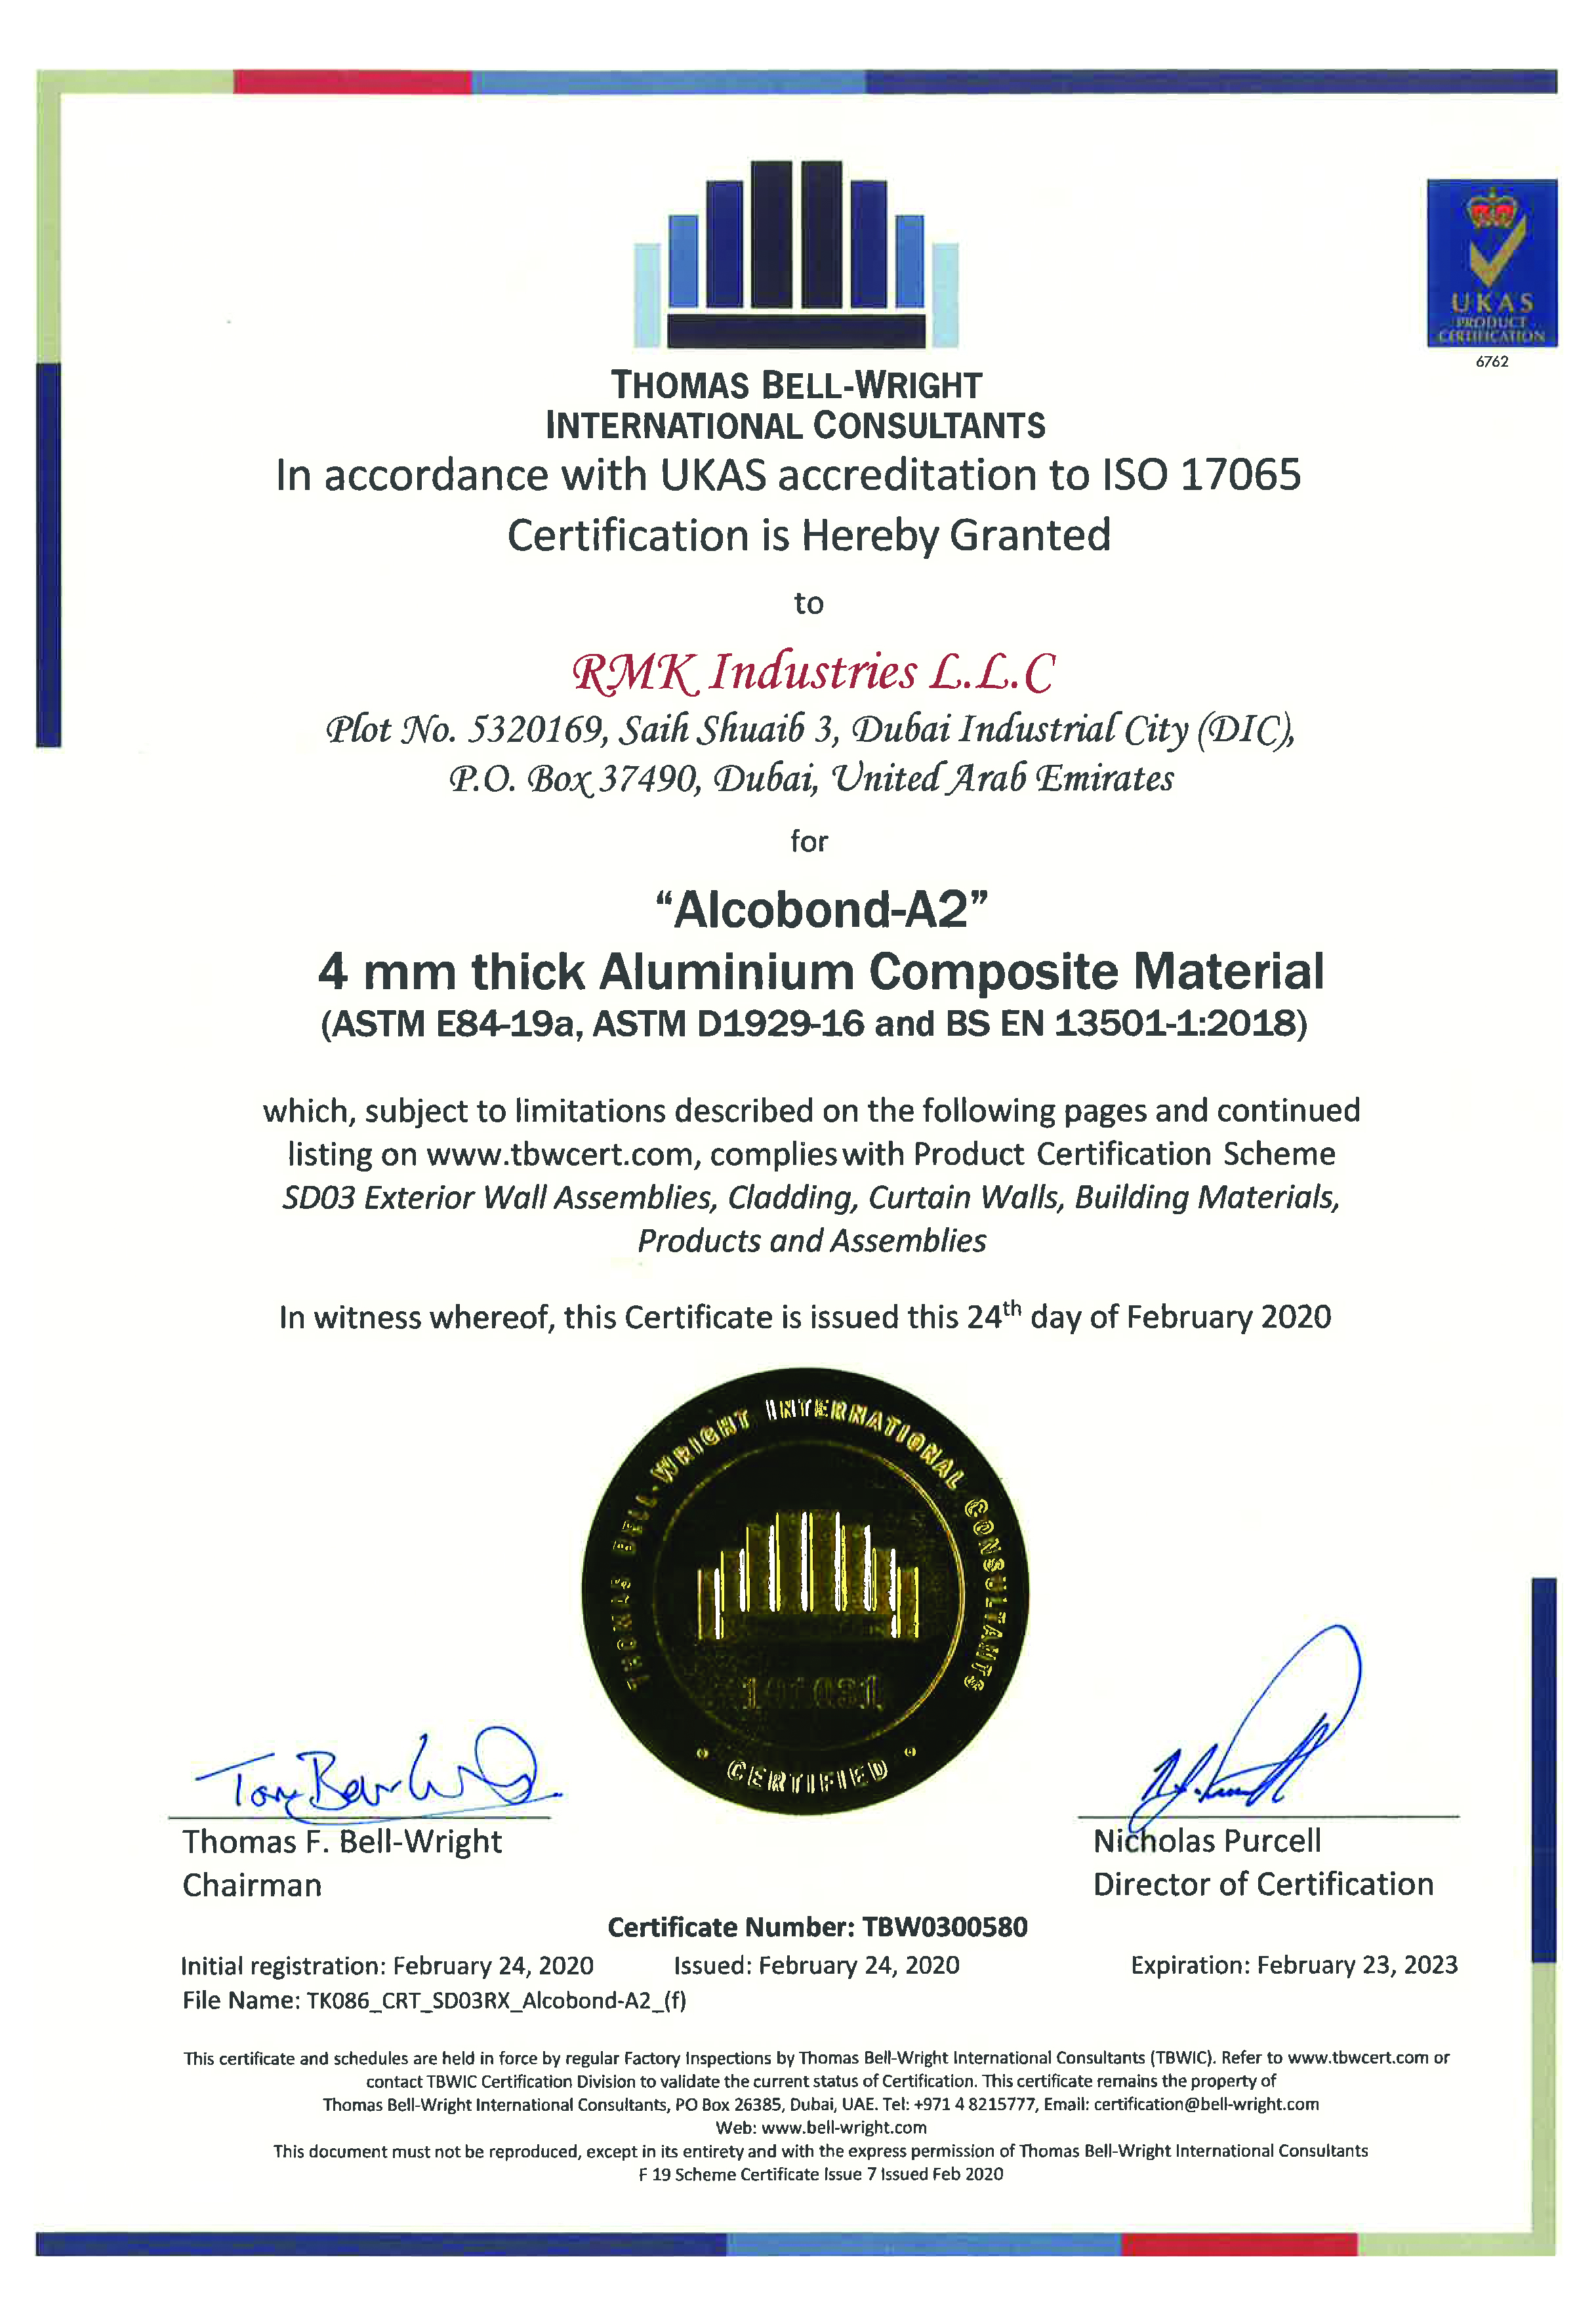 THOMAS BELL-WRIGHT
INTERNATIONAL CONSULTANTS
UKAS
PRODUCT
CERTIFICATION
6762
In accordance with UKAS accreditation to ISO 17065
Certification is Hereby Granted
to
RMK Industries L.L.C
Plot No. 5320169, Saih Shuaib 3, Dubai Industrial City (DIC),
P.O. Box 37490, Dubai, United Arab Emirates
for
“Alcobond-A2”
4 mm thick Aluminium Composite Material
(ASTM E84-19a, ASTM D1929-16 and BS EN 13501-1:2018)
which, subject to limitations described on the following pages and continued
listing on www.tbwcert.com, complies with Product Certification Scheme
SD03 Exterior Wall Assemblies, Cladding, Curtain Walls, Building Materials,
Products and Assemblies
In witness whereof, this Certificate is issued this 24th day of February 2020
THOMAS BELL-WRIGHT INTERNATIONAL CONSULTANTS
CERTIFIED
Thomas F. Bell-Wright
Chairman
Nicholas Purcell
Director of Certification
Certificate Number: TBW0300580
Initial registration: February 24, 2020 Issued: February 24, 2020 Expiration: February 23, 2023
File Name: TK086_CRT_SD03RX_Alcobond-A2_(f)
This certificate and schedules are held in force by regular Factory Inspections by Thomas Bell-Wright International Consultants (TBWIC). Refer to www.tbwcert.com or
contact TBWIC Certification Division to validate the current status of Certification. This certificate remains the property of
Thomas Bell-Wright International Consultants, PO Box 26385, Dubai, UAE. Tel: +971 4 8215777, Email: certification@bell-wright.com
Web: www.bell-wright.com
This document must not be reproduced, except in its entirety and with the express permission of Thomas Bell-Wright International Consultants
F 19 Scheme Certificate Issue 7 Issued Feb 2020